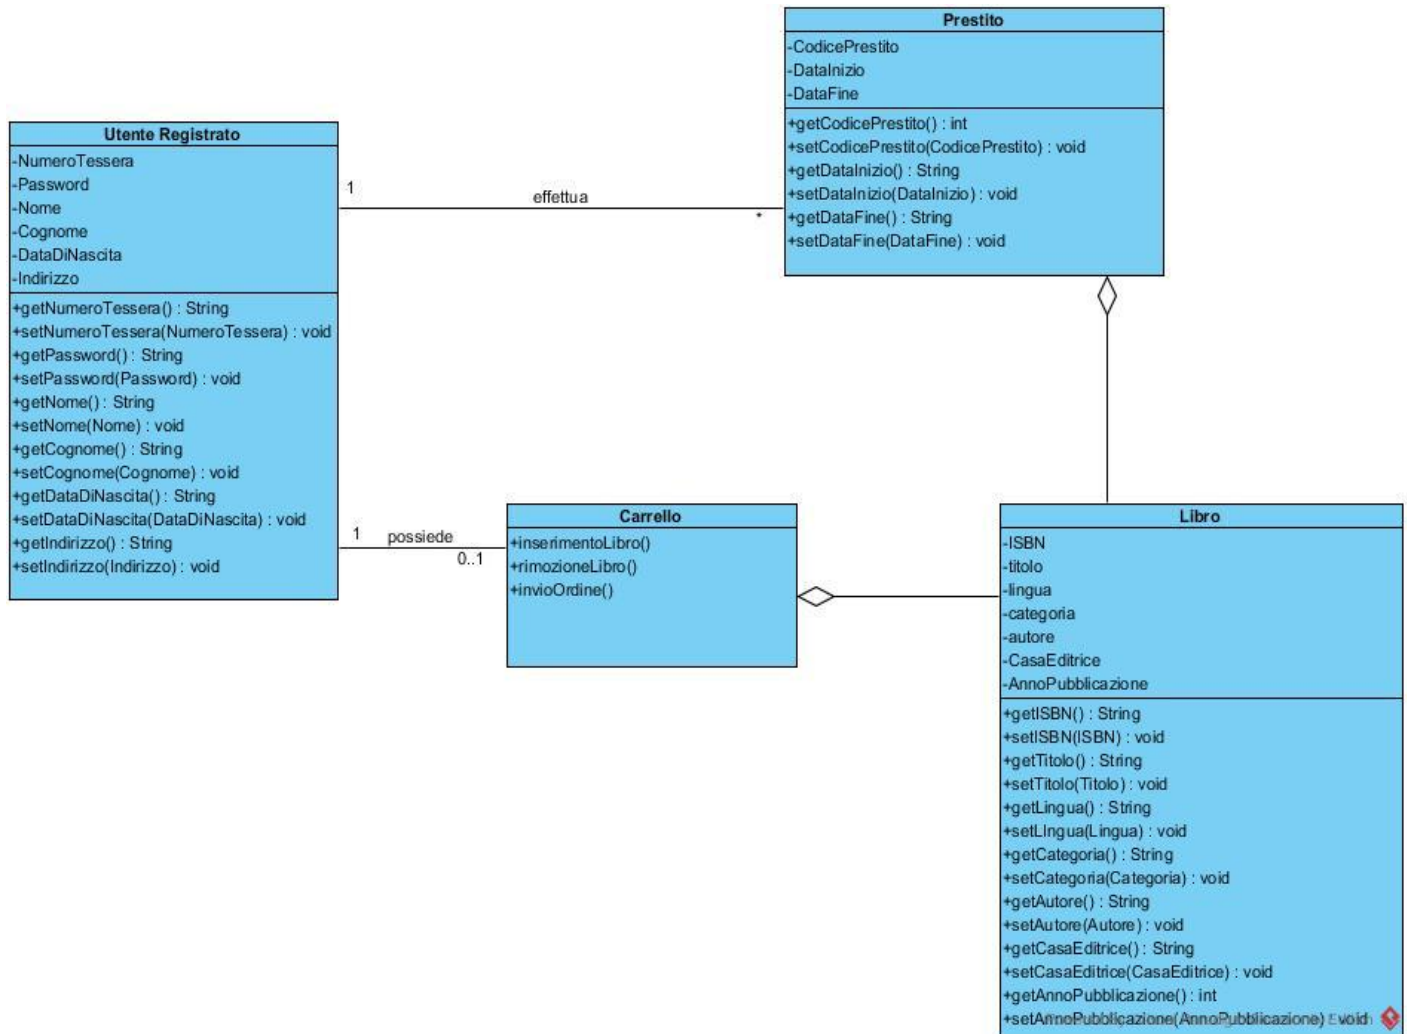 Prestito
-CodicePrestito
-DataInizio
-DataFine
+getCodicePrestito() : int
+setCodicePrestito(CodicePrestito) : void
+getDataInizio() : String
+setDataInizio(DataInizio) : void
+getDataFine() : String
+setDataFine(DataFine) : void
Utente Registrato
-NumeroTessera
-Password
-Nome
-Cognome
-DataDiNascita
-Indirizzo
+getNumeroTessera() : String
+setNumeroTessera(NumeroTessera) : void
+getPassword() : String
+setPassword(Password) : void
+getNome() : String
+setNome(Nome) : void
+getCognome() : String
+setCognome(Cognome) : void
+getDataDiNascita() : String
+setDataDiNascita(DataDiNascita) : void
+getIndirizzo() : String
+setIndirizzo(Indirizzo) : void
1
effettua
*
1
possiede
0..1
Carrello
+inserimentoLibro()
+rimozioneLibro()
+invioOrdine()
Libro
-ISBN
-titolo
-lingua
-categoria
-autore
-CasaEditrice
-AnnoPubblicazione
+getISBN() : String
+setISBN(ISBN) : void
+getTitolo() : String
+setTitolo(Titolo) : void
+getLingua() : String
+setLIngua(Lingua) : void
+getCategoria() : String
+setCategoria(Categoria) : void
+getAutore() : String
+setAutore(Autore) : void
+getCasaEditrice() : String
+setCasaEditrice(CasaEditrice) : void
+getAnnoPubblicazione() : int
+setAnnoPubblicazione(AnnoPubblicazione) : void